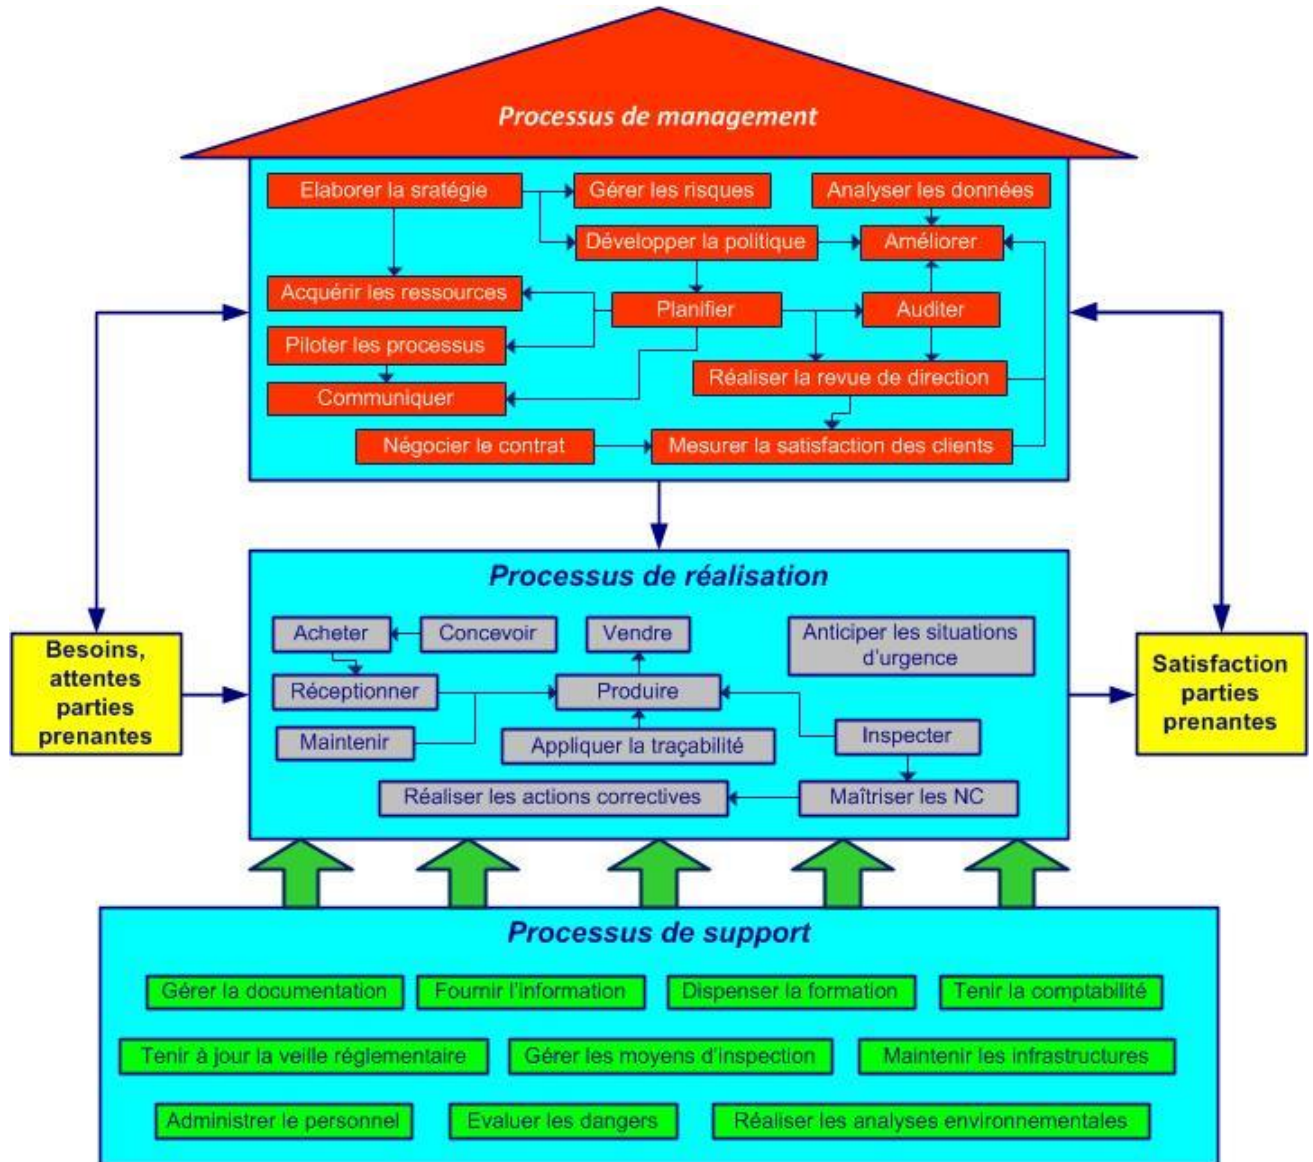 Processus de management
Elaborer la sratégie
Gérer les risques
Analyser les données
Développer la politique
Améliorer
Acquérir les ressources
Planifier
Auditer
Piloter les processus
Réaliser la revue de direction
Communiquer
Négocier le contrat
Mesurer la satisfaction des clients
Processus de réalisation
Besoins,
attentes
parties
prenantes
Acheter
Concevoir
Vendre
Anticiper les situations
d'urgence
Réceptionner
Produire
Maintenir
Appliquer la traçabilité
Inspecter
Réaliser les actions correctives
Maîtriser les NC
Satisfaction
parties
prenantes
Processus de support
Gérer la documentation
Fournir l'information
Dispenser la formation
Tenir la comptabilité
Tenir à jour la veille réglementaire
Gérer les moyens d'inspection
Maintenir les infrastructures
Administrer le personnel
Evaluer les dangers
Réaliser les analyses environnementales